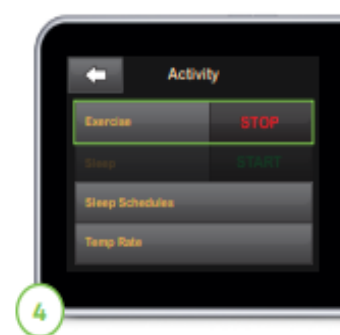 Activity
Exercise STOP
Sleep START
Sleep Schedules
Temp Rate
4